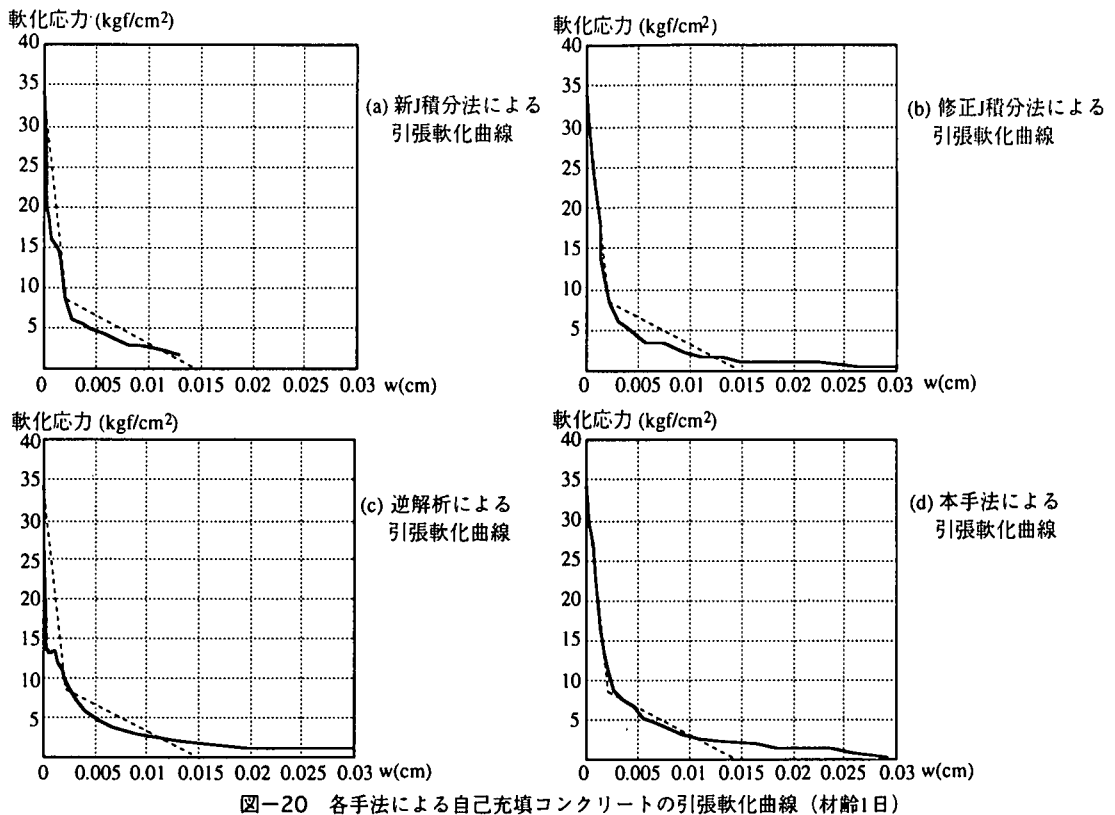 軟化応力 (kgf/cm²)
40
35
30
25
20
15
10
5
0 0.005 0.01 0.015 0.02 0.025 0.03 w(cm)
(a) 新J積分法による
引張軟化曲線
軟化応力 (kgf/cm²)
40
35
30
25
20
15
10
5
0 0.005 0.01 0.015 0.02 0.025 0.03 w(cm)
(b) 修正J積分法による
引張軟化曲線
軟化応力 (kgf/cm²)
40
35
30
25
20
15
10
5
0 0.005 0.01 0.015 0.02 0.025 0.03 w(cm)
(c) 逆解析による
引張軟化曲線
軟化応力 (kgf/cm²)
40
35
30
25
20
15
10
5
0 0.005 0.01 0.015 0.02 0.025 0.03 w(cm)
(d) 本手法による
引張軟化曲線
図−20 各手法による自己充填コンクリートの引張軟化曲線（材齢1日）